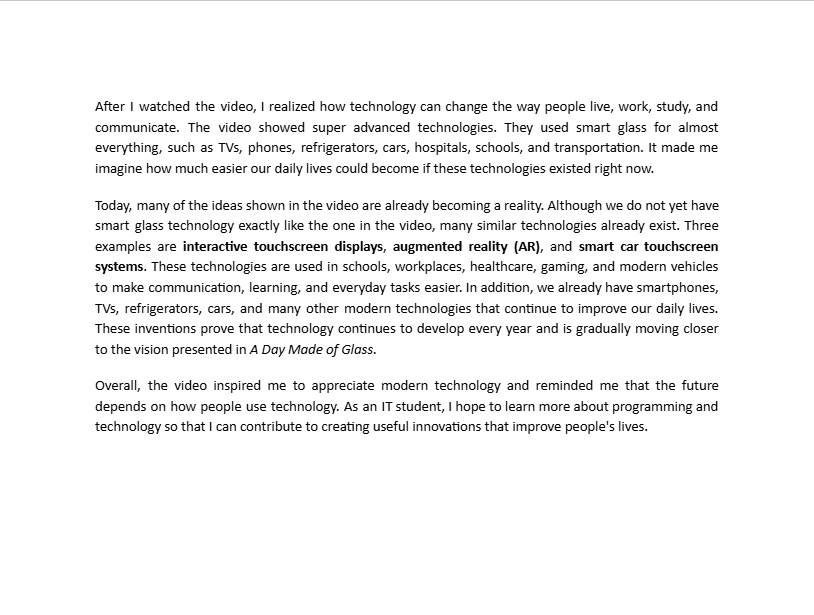 After I watched the video, I realized how technology can change the way people live, work, study, and
communicate. The video showed super advanced technologies. They used smart glass for almost
everything, such as TVs, phones, refrigerators, cars, hospitals, schools, and transportation. It made me
imagine how much easier our daily lives could become if these technologies existed right now.
Today, many of the ideas shown in the video are already becoming a reality. Although we do not yet have
smart glass technology exactly like the one in the video, many similar technologies already exist. Three
examples are interactive touchscreen displays, augmented reality (AR), and smart car touchscreen
systems. These technologies are used in schools, workplaces, healthcare, gaming, and modern vehicles
to make communication, learning, and everyday tasks easier. In addition, we already have smartphones,
TVs, refrigerators, cars, and many other modern technologies that continue to improve our daily lives.
These inventions prove that technology continues to develop every year and is gradually moving closer
to the vision presented in A Day Made of Glass.
Overall, the video inspired me to appreciate modern technology and reminded me that the future
depends on how people use technology. As an IT student, I hope to learn more about programming and
technology so that I can contribute to creating useful innovations that improve people's lives.